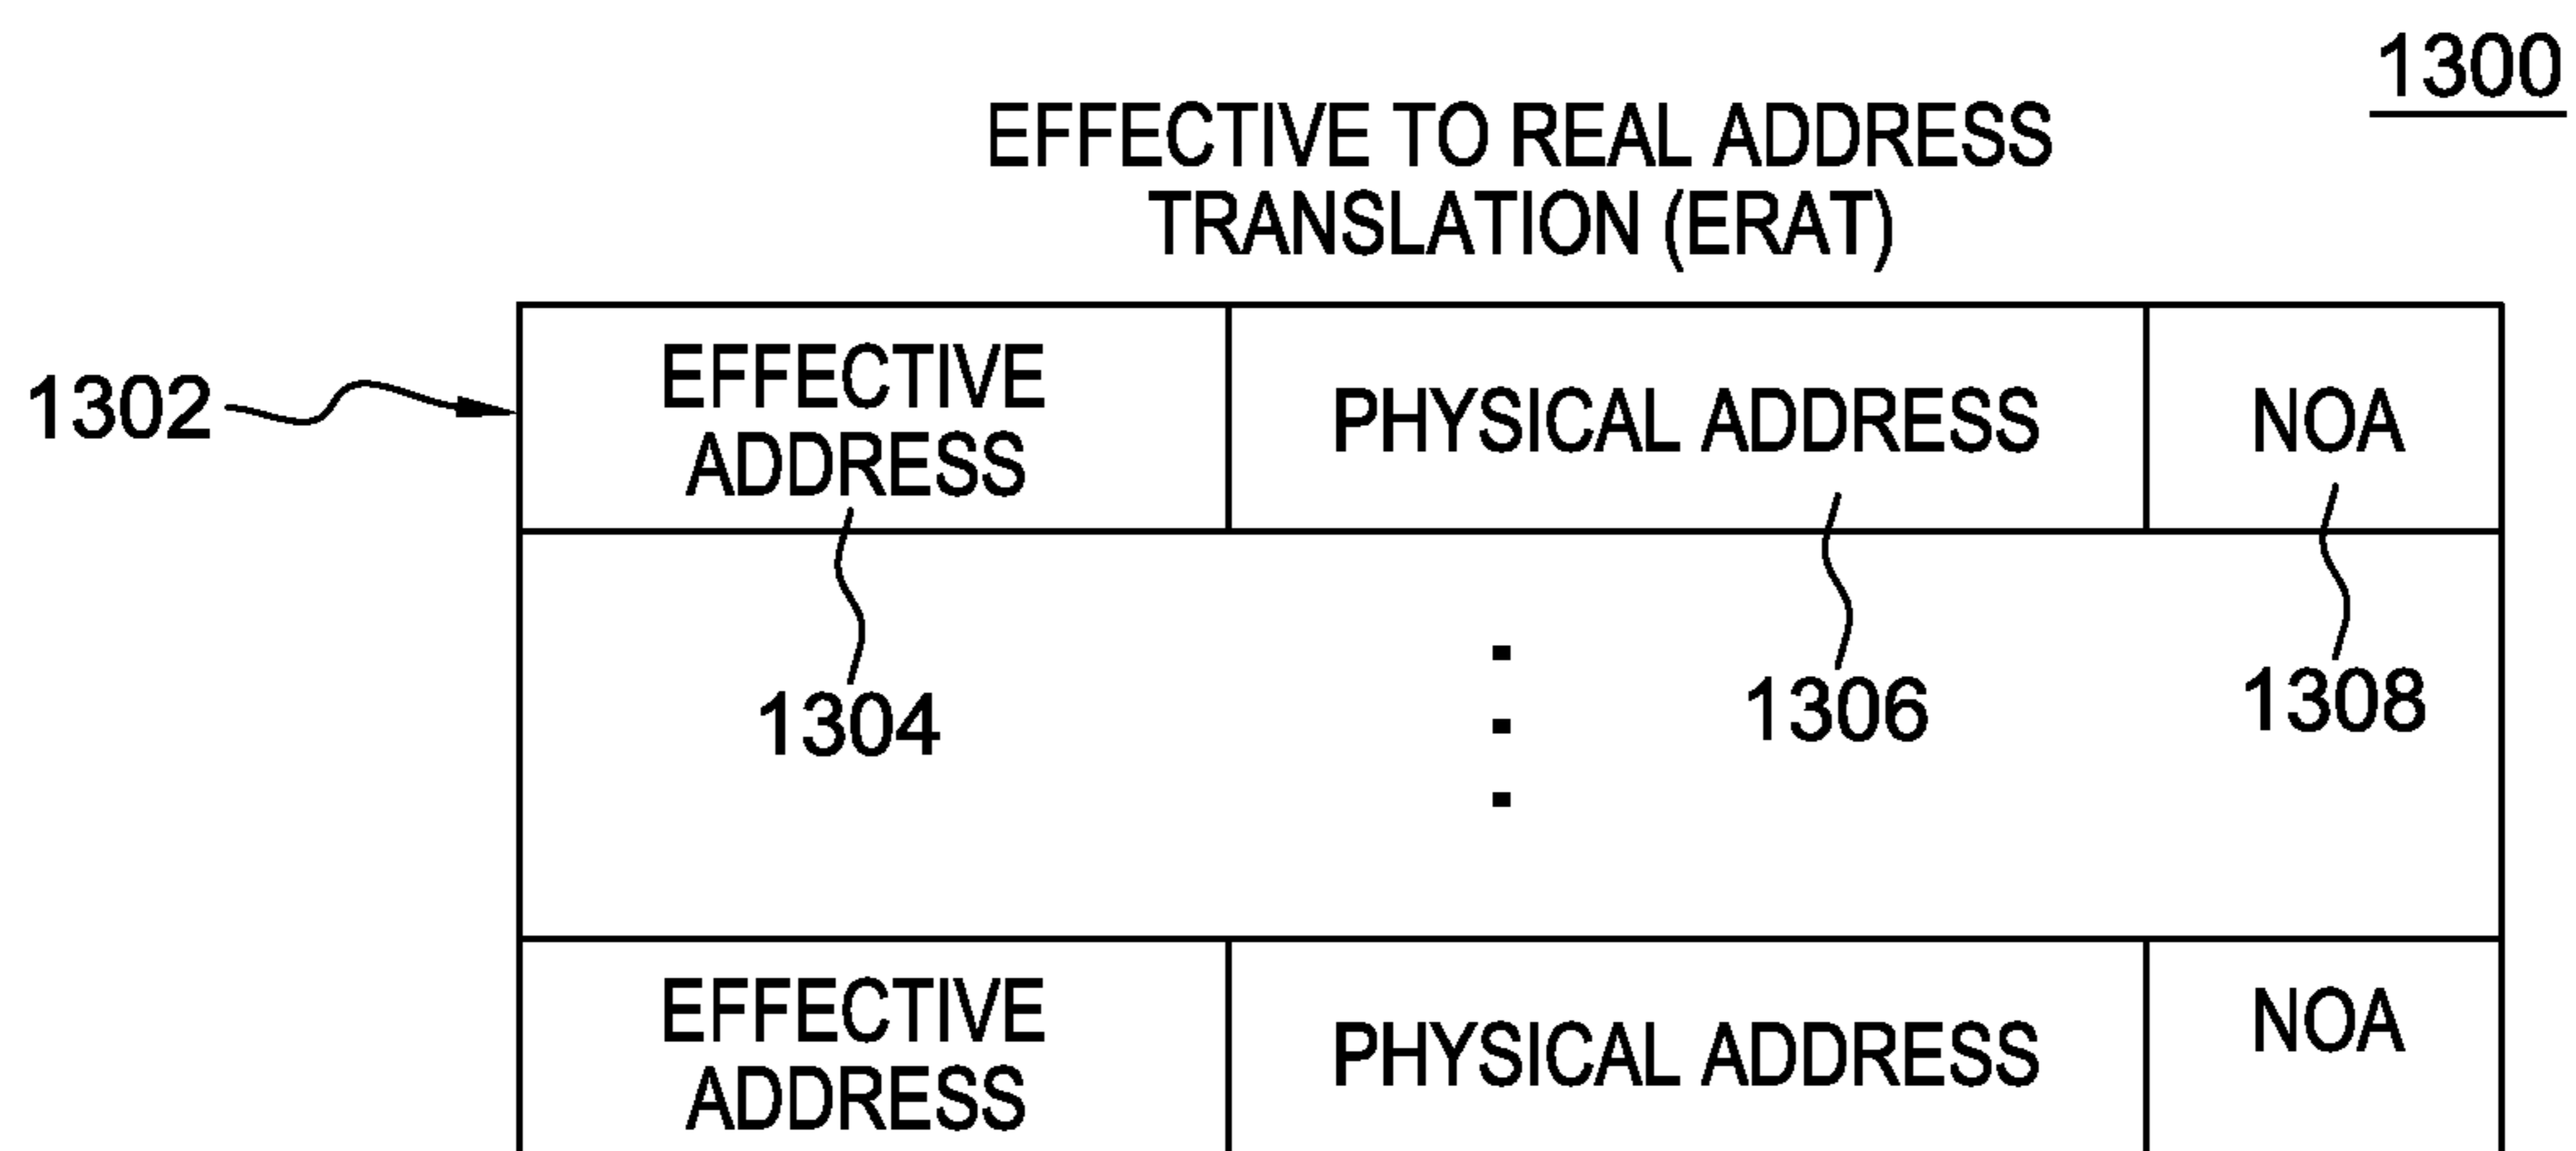 1300
EFFECTIVE TO REAL ADDRESS
TRANSLATION (ERAT)
1302
EFFECTIVE
ADDRESS
PHYSICAL ADDRESS
NOA
1304
1306
1308
EFFECTIVE
ADDRESS
PHYSICAL ADDRESS
NOA